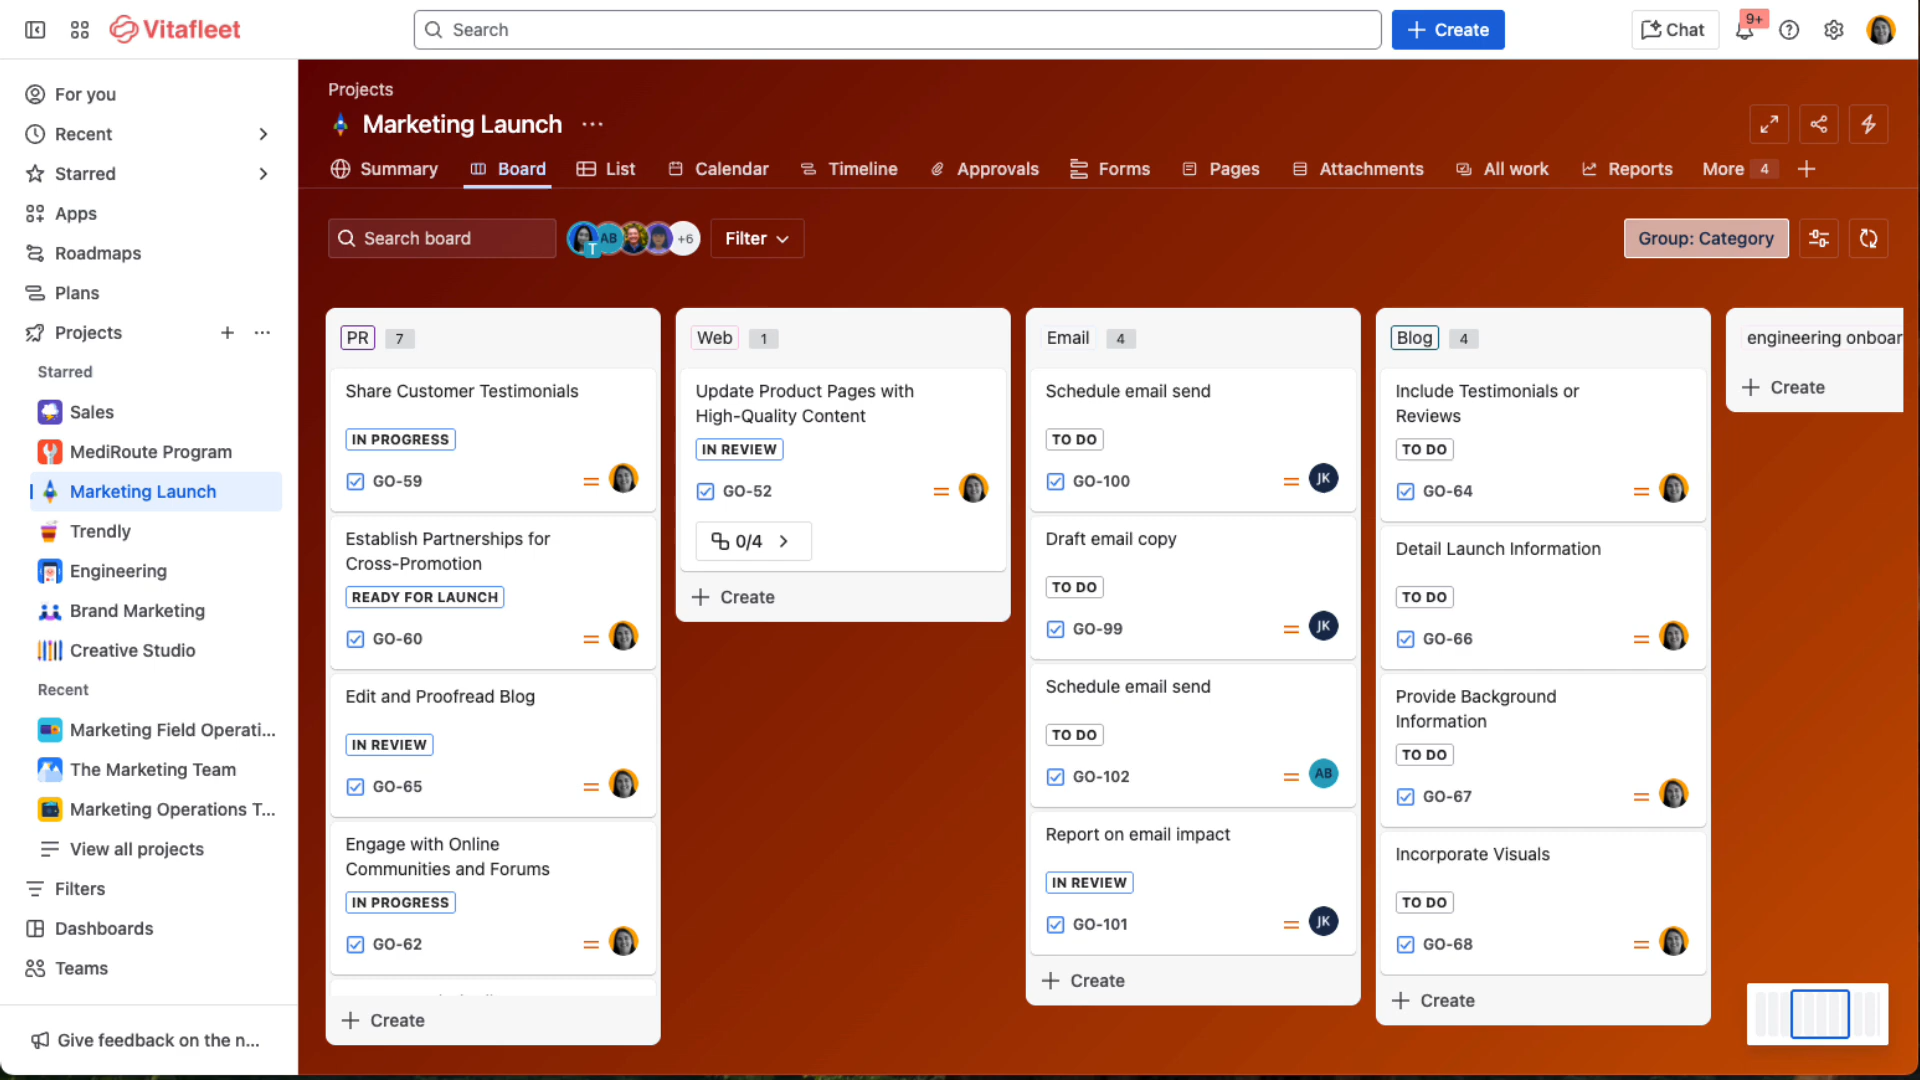 Vitafleet
Search
Create
Chat
9+
For you
Recent
Starred
Apps
Roadmaps
Plans
Projects
Starred
Sales
MediRoute Program
Marketing Launch
Trendly
Engineering
Brand Marketing
Creative Studio
Recent
Marketing Field Operati...
The Marketing Team
Marketing Operations T...
View all projects
Filters
Dashboards
Teams
Give feedback on the n...
Projects
Marketing Launch
Summary
Board
List
Calendar
Timeline
Approvals
Forms
Pages
Attachments
All work
Reports
More 4
Search board
T
AB
+6
Filter
Group: Category
PR 7
Share Customer Testimonials
IN PROGRESS
GO-59
Establish Partnerships for
Cross-Promotion
READY FOR LAUNCH
GO-60
Edit and Proofread Blog
IN REVIEW
GO-65
Engage with Online
Communities and Forums
IN PROGRESS
GO-62
Create
Web 1
Update Product Pages with
High-Quality Content
IN REVIEW
GO-52
0/4
Create
Email 4
Schedule email send
TO DO
GO-100
JK
Draft email copy
TO DO
GO-99
JK
Schedule email send
TO DO
GO-102
AB
Report on email impact
IN REVIEW
GO-101
JK
Create
Blog 4
Include Testimonials or
Reviews
TO DO
GO-64
Detail Launch Information
TO DO
GO-66
Provide Background
Information
TO DO
GO-67
Incorporate Visuals
TO DO
GO-68
Create
engineering onboar
Create